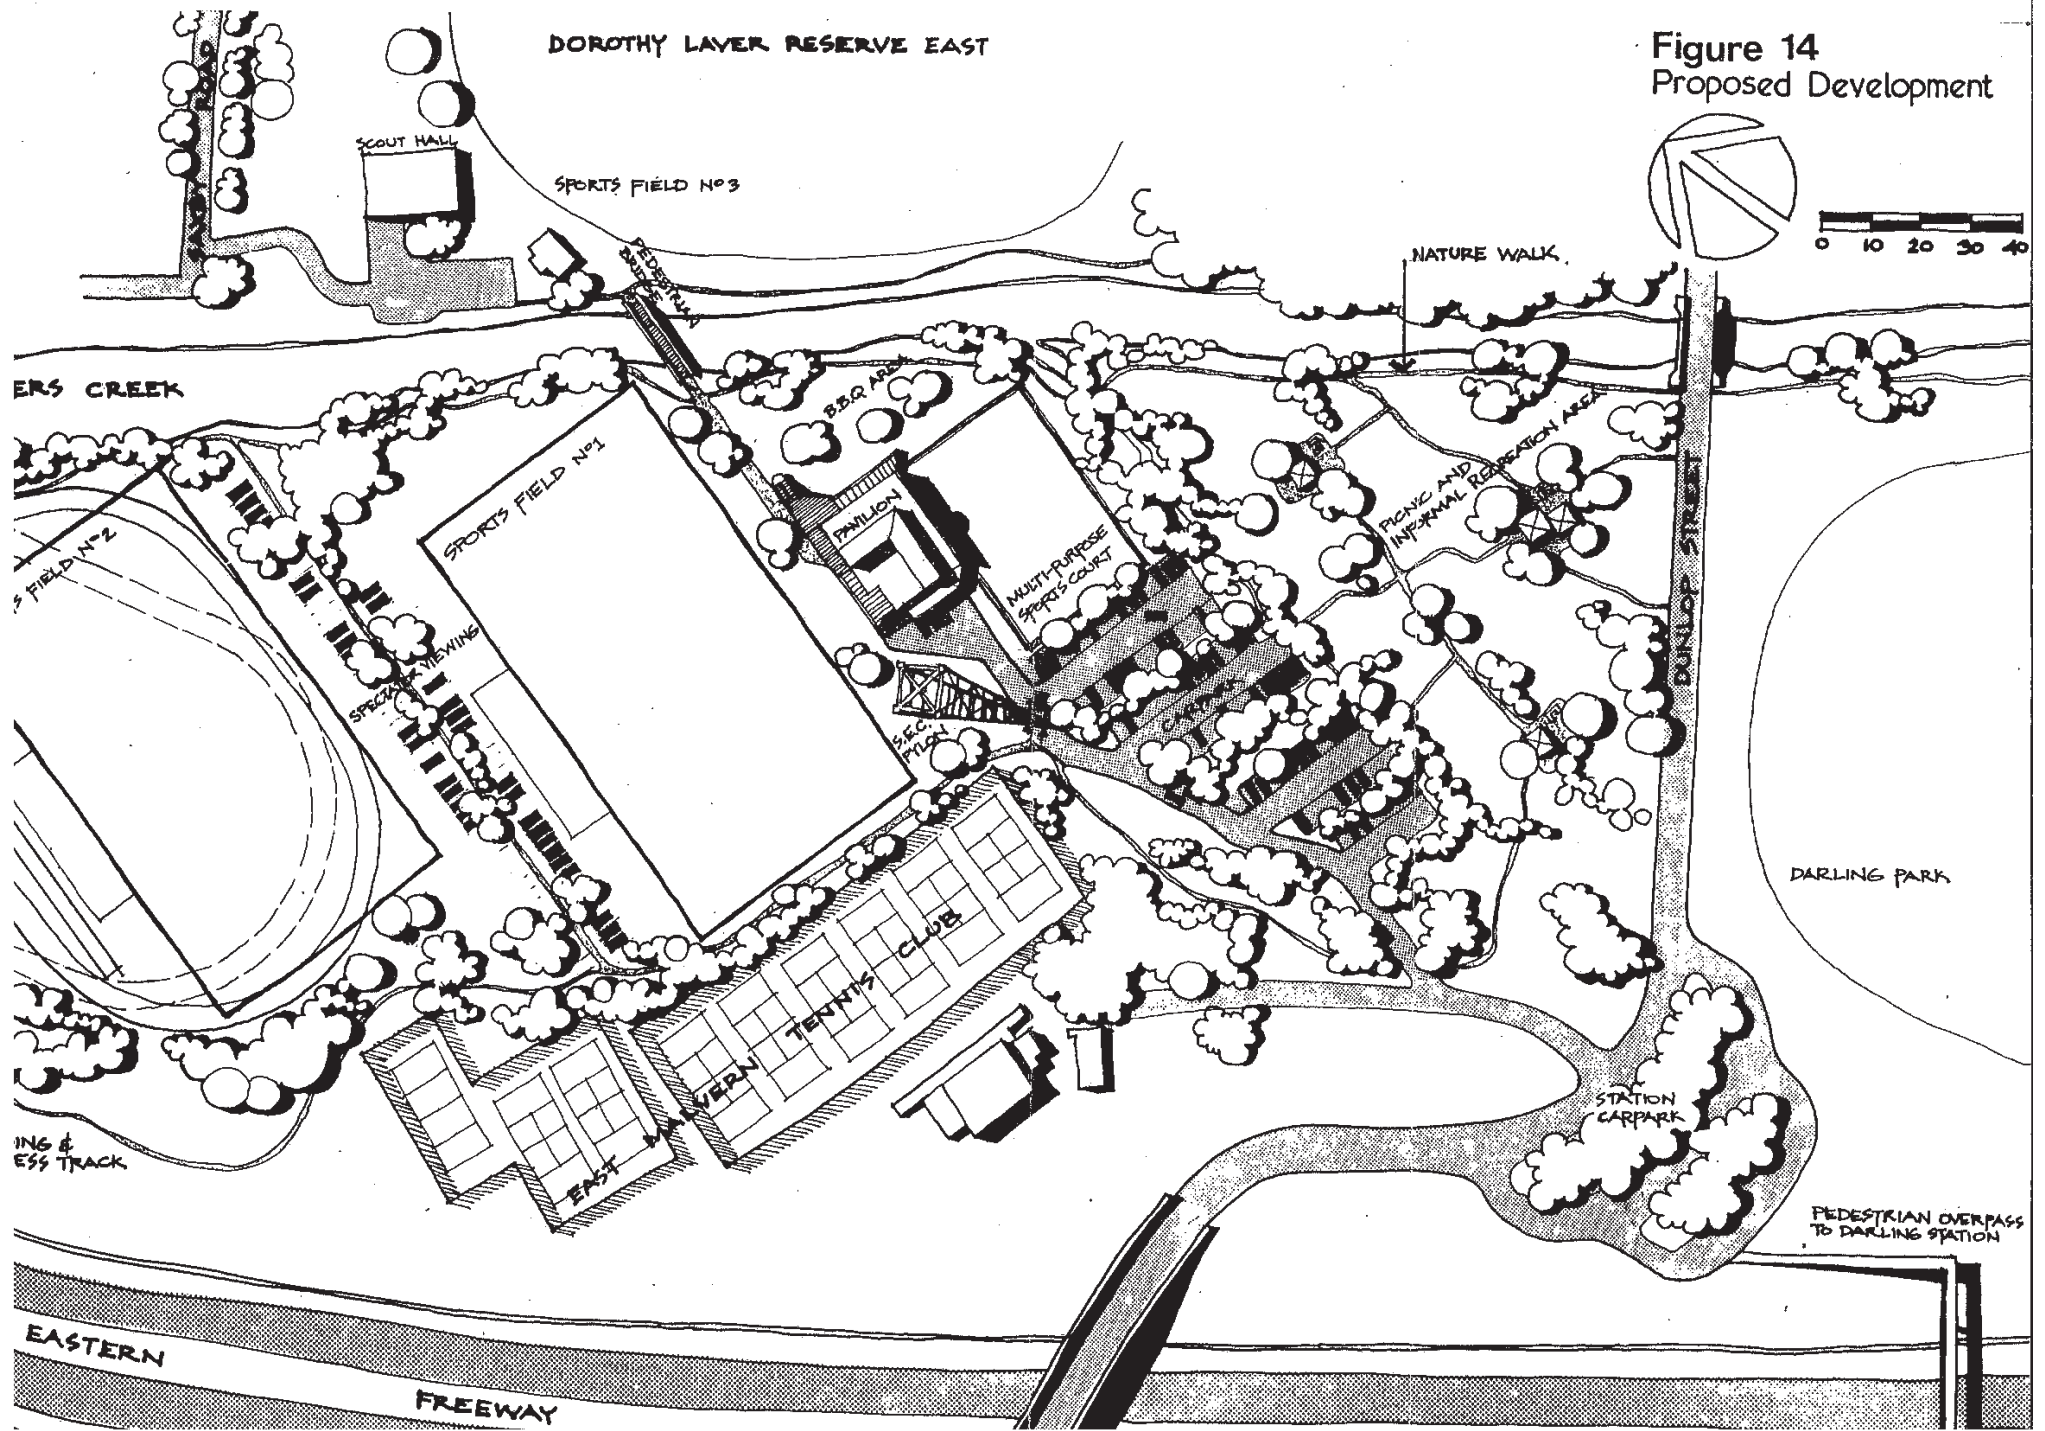 DOROTHY LAVER RESERVE EAST
Figure 14
Proposed Development
SCOUT HALL
SPORTS FIELD Nº3
0 10 20 30 40
ROAD
PEDESTRIAN
BRIDGE
NATURE WALK
ERS CREEK
B.B.Q AREA
SPORTS FIELD Nº1
PICNIC AND
INFORMAL RECREATION AREA
PAVILION
S FIELD Nº2
MULTI-PURPOSE
SPORTS COURT
DUNLOP STREET
SPECTATOR VIEWING
CARPARK
S.E.C.
PYLON
DARLING PARK
EAST MALVERN TENNIS CLUB
STATION
CARPARK
ING &
ESS TRACK
PEDESTRIAN OVERPASS
TO DARLING STATION
EASTERN
FREEWAY